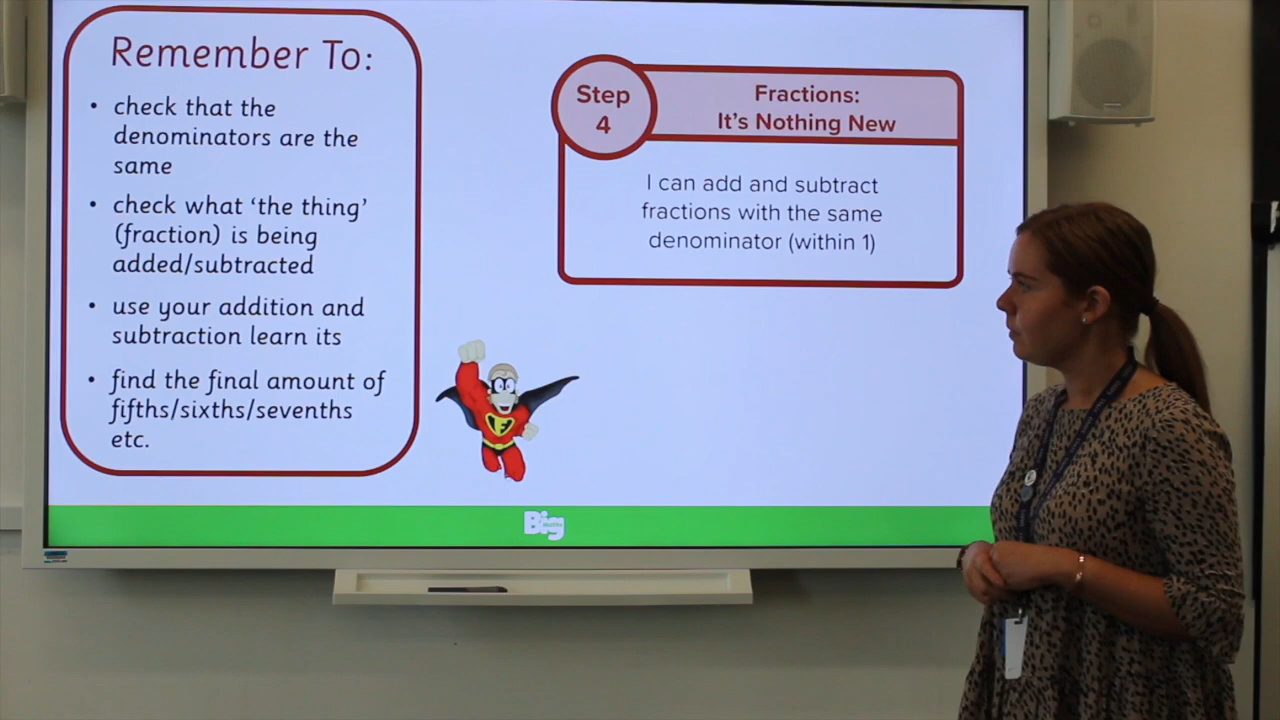 Remember To:
• check that the
denominators are the
same
• check what ‘the thing’
(fraction) is being
added/subtracted
• use your addition and
subtraction learn its
• find the final amount of
fifths/sixths/sevenths
etc.
Step
4
Fractions:
It's Nothing New
I can add and subtract
fractions with the same
denominator (within 1)
F
Big
Maths